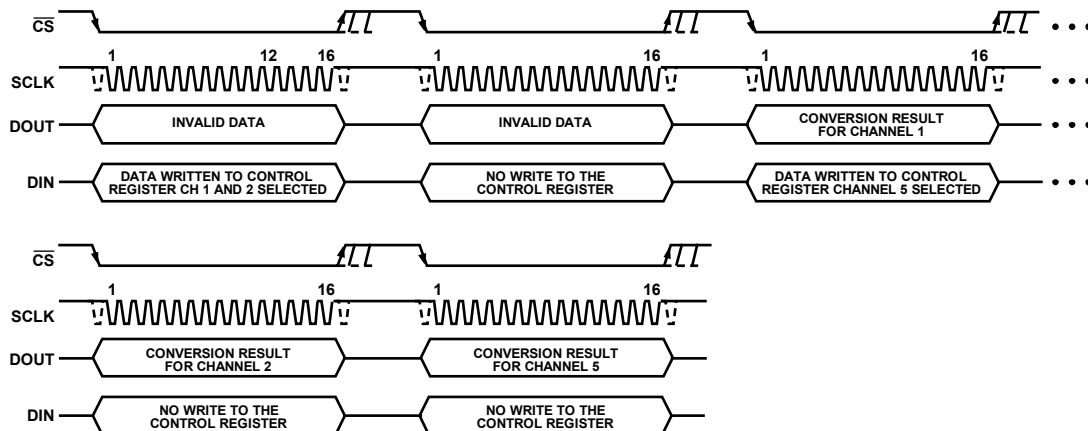 CS
1 12 16 1 16 1 16
SCLK
DOUT INVALID DATA INVALID DATA CONVERSION RESULT
FOR CHANNEL 1
DIN DATA WRITTEN TO CONTROL
REGISTER CH 1 AND 2 SELECTED
NO WRITE TO THE
CONTROL REGISTER
DATA WRITTEN TO CONTROL
REGISTER CHANNEL 5 SELECTED
CS
1 16 1 16
SCLK
DOUT CONVERSION RESULT
FOR CHANNEL 2
CONVERSION RESULT
FOR CHANNEL 5
DIN NO WRITE TO THE
CONTROL REGISTER
NO WRITE TO THE
CONTROL REGISTER